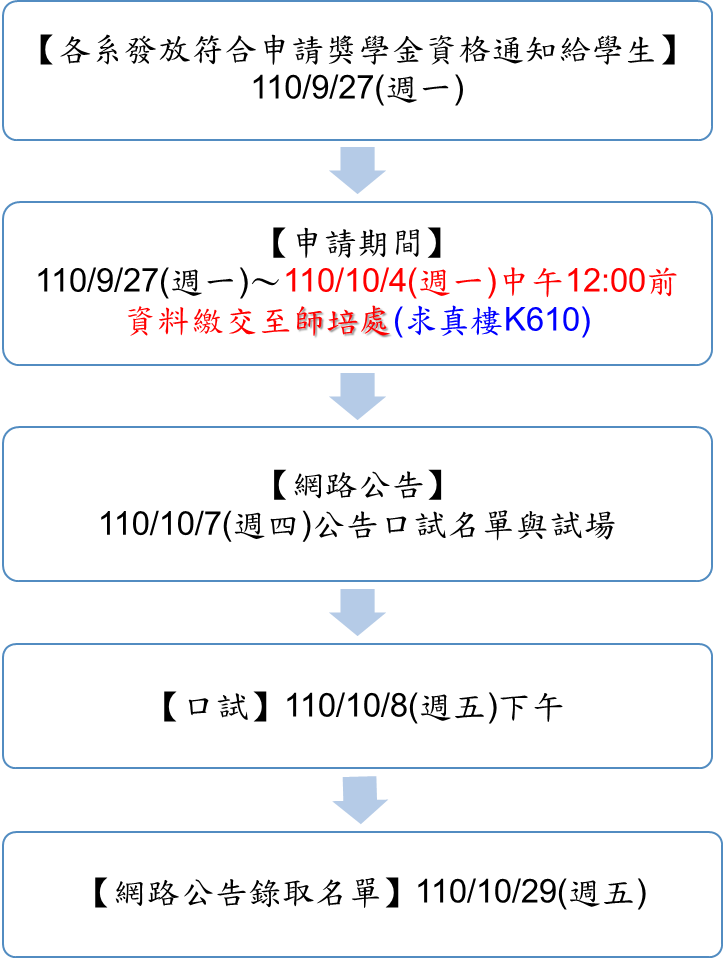 【各系發放符合申請獎學金資格通知給學生】
110/9/27(週一)
【申請期間】
110/9/27(週一)～110/10/4(週一)中午12:00前
資料繳交至師培處(求真樓K610)
【網路公告】
110/10/7(週四)公告口試名單與試場
【口試】110/10/8(週五)下午
【網路公告錄取名單】110/10/29(週五)